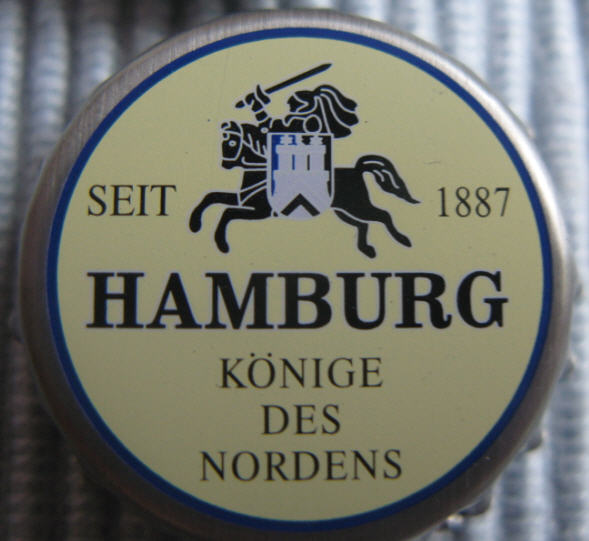 SEIT 1887
HAMBURG
KÖNIGE
DES
NORDENS